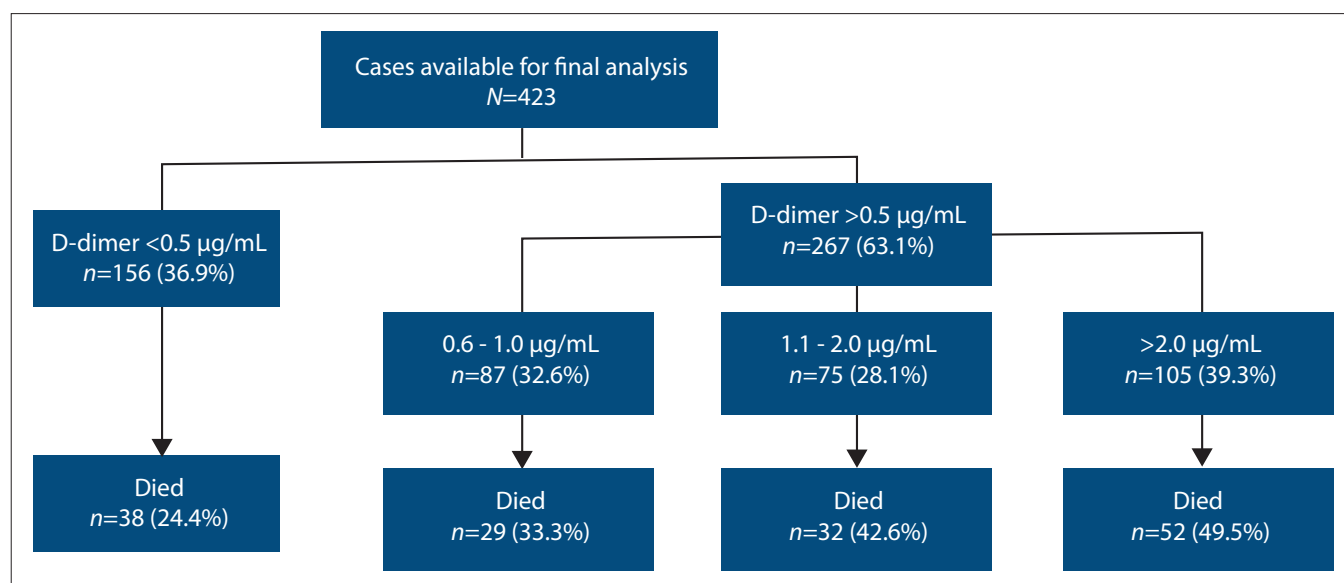 Cases available for final analysis
N=423
D-dimer <0.5 µg/mL
n=156 (36.9%)
D-dimer >0.5 µg/mL
n=267 (63.1%)
0.6 - 1.0 µg/mL
n=87 (32.6%)
1.1 - 2.0 µg/mL
n=75 (28.1%)
>2.0 µg/mL
n=105 (39.3%)
Died
n=38 (24.4%)
Died
n=29 (33.3%)
Died
n=32 (42.6%)
Died
n=52 (49.5%)